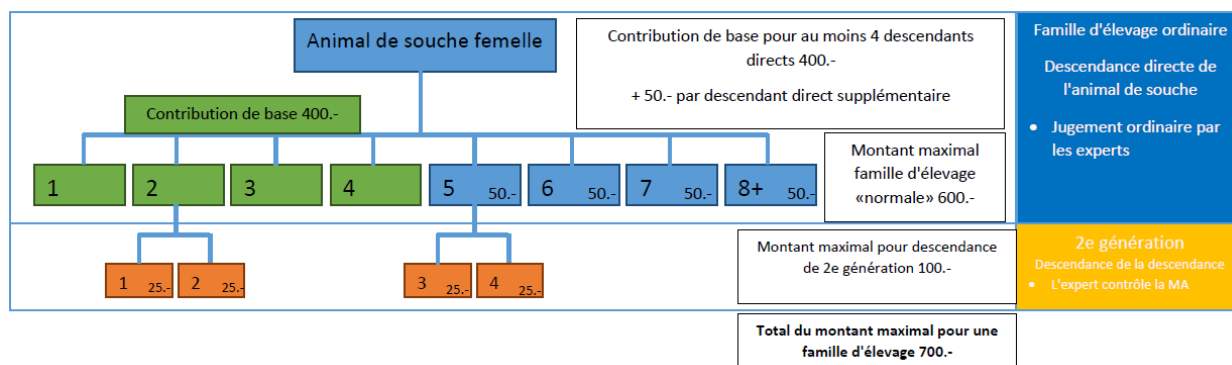 Animal de souche femelle
Contribution de base pour au moins 4 descendants
directs 400.-
+ 50.- par descendant direct supplémentaire
Famille d'élevage ordinaire
Descendance directe de
l'animal de souche
• Jugement ordinaire par
les experts
Contribution de base 400.-
1
2
3
4
5 50.-
6 50.-
7 50.-
8+ 50.-
Montant maximal
famille d'élevage
«normale» 600.-
1 25.-
2 25.-
3 25.-
4 25.-
Montant maximal pour descendance
de 2e génération 100.-
2e génération
Descendance de la descendance
• L'expert contrôle la MA
Total du montant maximal pour une
famille d'élevage 700.-